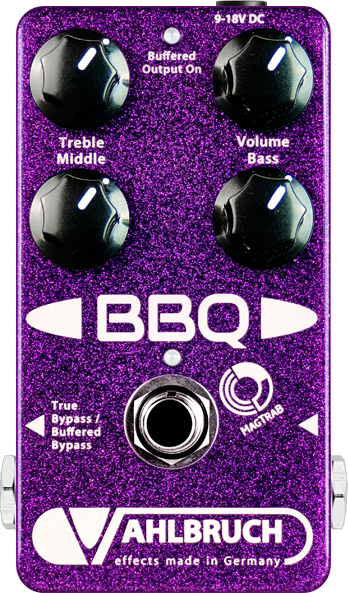 9-18V DC
Buffered
Output On
Treble
Middle
Volume
Bass
BBQ
True
Bypass /
Buffered
Bypass
MAGTRAB
VAHLBRUCH
effects made in Germany